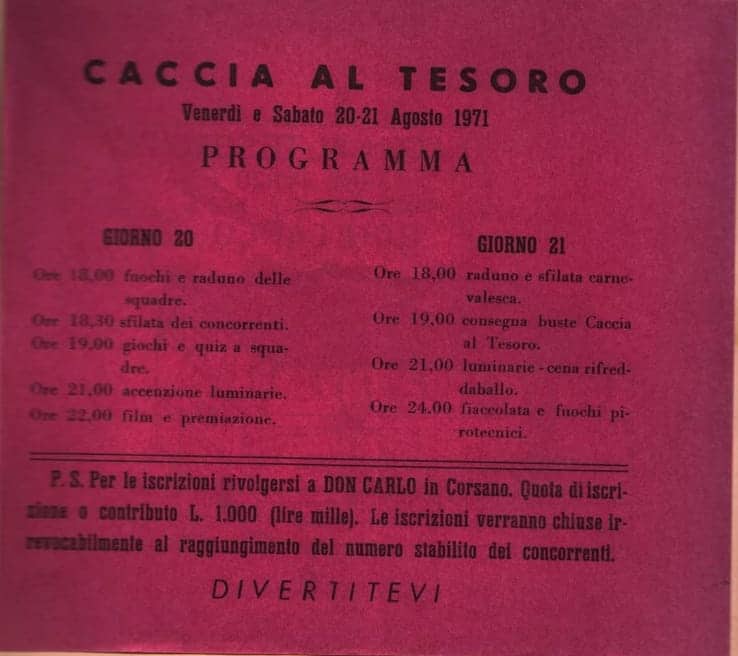 CACCIA AL TESORO
Venerdì e Sabato 20-21 Agosto 1971
PROGRAMMA
GIORNO 20
Ore 18,00 fuochi e raduno delle
squadre.
Ore 18,30 sfilata dei concorrenti.
Ore 19,00 giochi e quiz a squa-
dre.
Ore 21,00 accenzione luminarie.
Ore 22,00 film e premiazione.
GIORNO 21
Ore 18,00 raduno e sfilata carne-
valesca.
Ore 19,00 consegna buste Caccia
al Tesoro.
Ore 21,00 luminarie - cena rifred-
daballo.
Ore 24.00 fiaccolata e fuochi pi-
rotecnici.
P. S. Per le iscrizioni rivolgersi a DON CARLO in Corsano. Quota di iscri-
zione o contributo L. 1.000 (lire mille). Le iscrizioni verranno chiuse ir-
revocabilmente al raggiungimento del numero stabilito dei concorrenti.
DIVERTITEVI